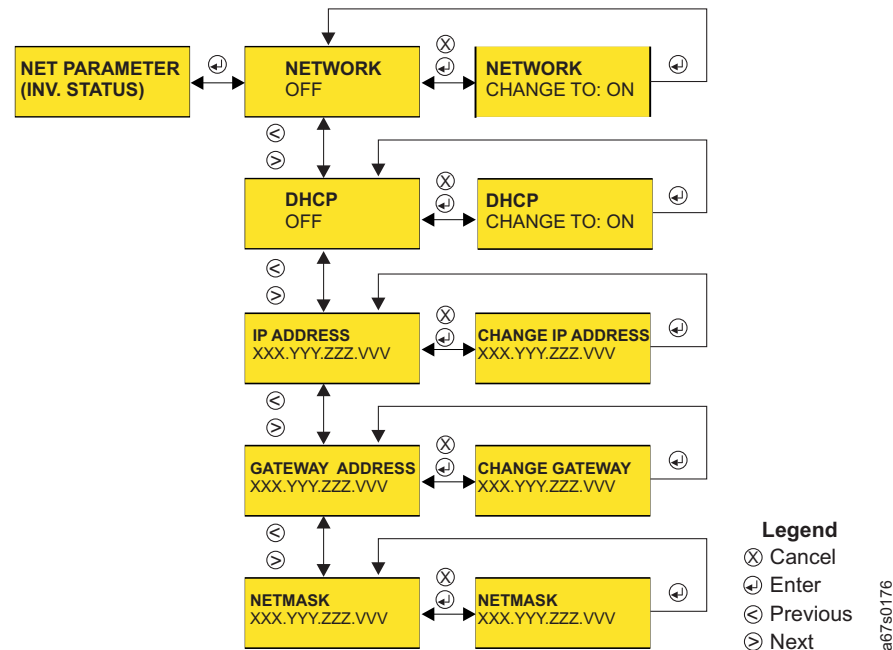 NET PARAMETER
(INV. STATUS)
NETWORK
OFF
NETWORK
CHANGE TO: ON
DHCP
OFF
DHCP
CHANGE TO: ON
IP ADDRESS
XXX.YYY.ZZZ.VVV
CHANGE IP ADDRESS
XXX.YYY.ZZZ.VVV
GATEWAY ADDRESS
XXX.YYY.ZZZ.VVV
CHANGE GATEWAY
XXX.YYY.ZZZ.VVV
NETMASK
XXX.YYY.ZZZ.VVV
NETMASK
XXX.YYY.ZZZ.VVV
Legend
Cancel
Enter
Previous
Next
a67s0176